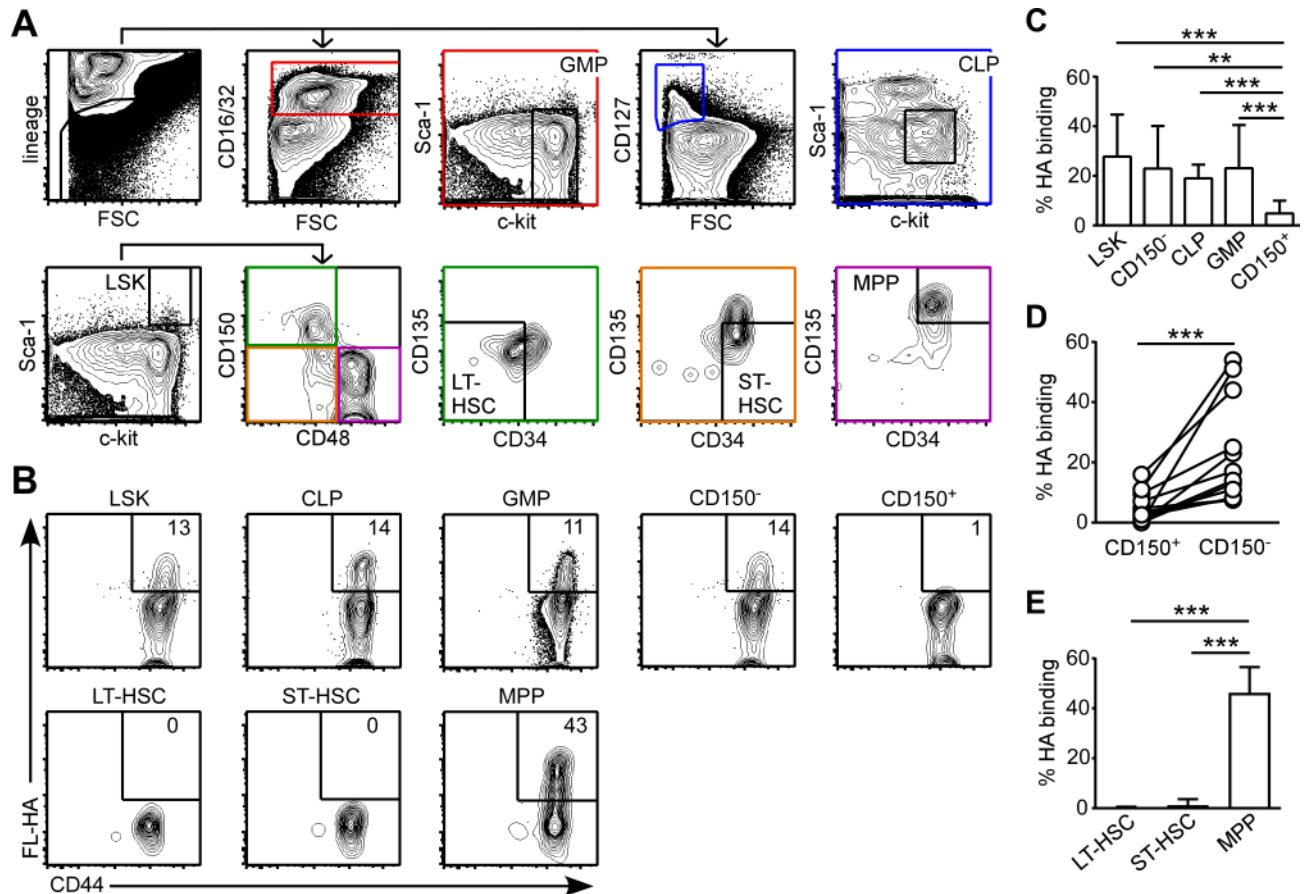 A
lineage
FSC
CD16/32
FSC
GMP
Sca-1
c-kit
CD127
FSC
CLP
Sca-1
c-kit
LSK
Sca-1
c-kit
CD150
CD48
CD135
LT-
HSC
CD34
CD135
ST-
HSC
CD34
MPP
CD135
CD34
B
LSK
13
CLP
14
GMP
11
CD150-
14
CD150+
1
LT-HSC
0
ST-HSC
0
MPP
43
FL-HA
CD44
C
***
**
***
***
% HA binding
60
40
20
0
LSK
CD150-
CLP
GMP
CD150+
D
***
% HA binding
60
40
20
0
CD150+
CD150-
E
***
***
% HA binding
60
40
20
0
LT-HSC
ST-HSC
MPP